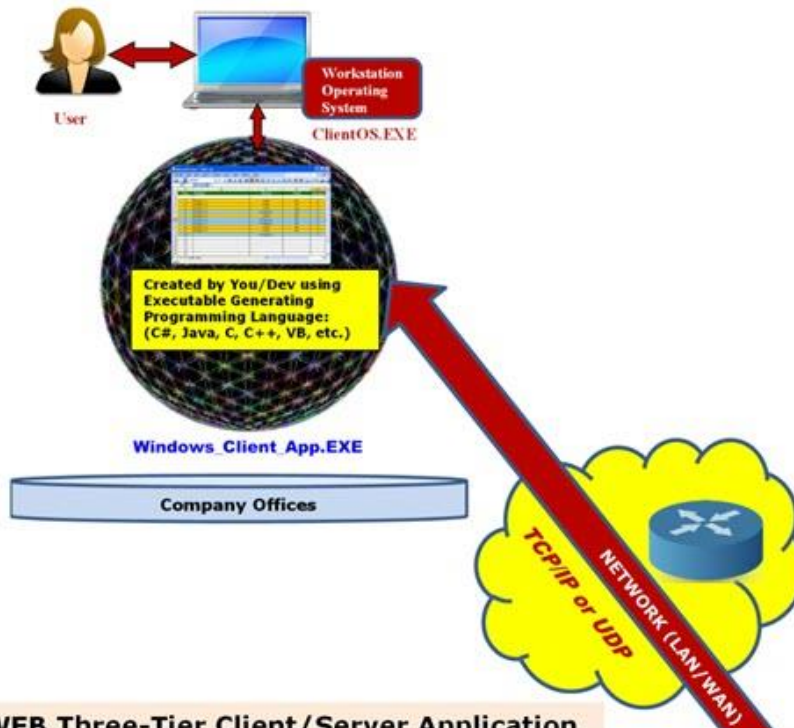 Workstation
Operating
System
User
ClientOS.EXE
Created by You/Dev using
Executable Generating
Programming Language:
(C#, Java, C, C++, VB, etc.)
Windows_Client_App.EXE
Company Offices
TCP/IP or UDP
NETWORK (LAN/WAN)
WEB Three-Tier Client/Server Application